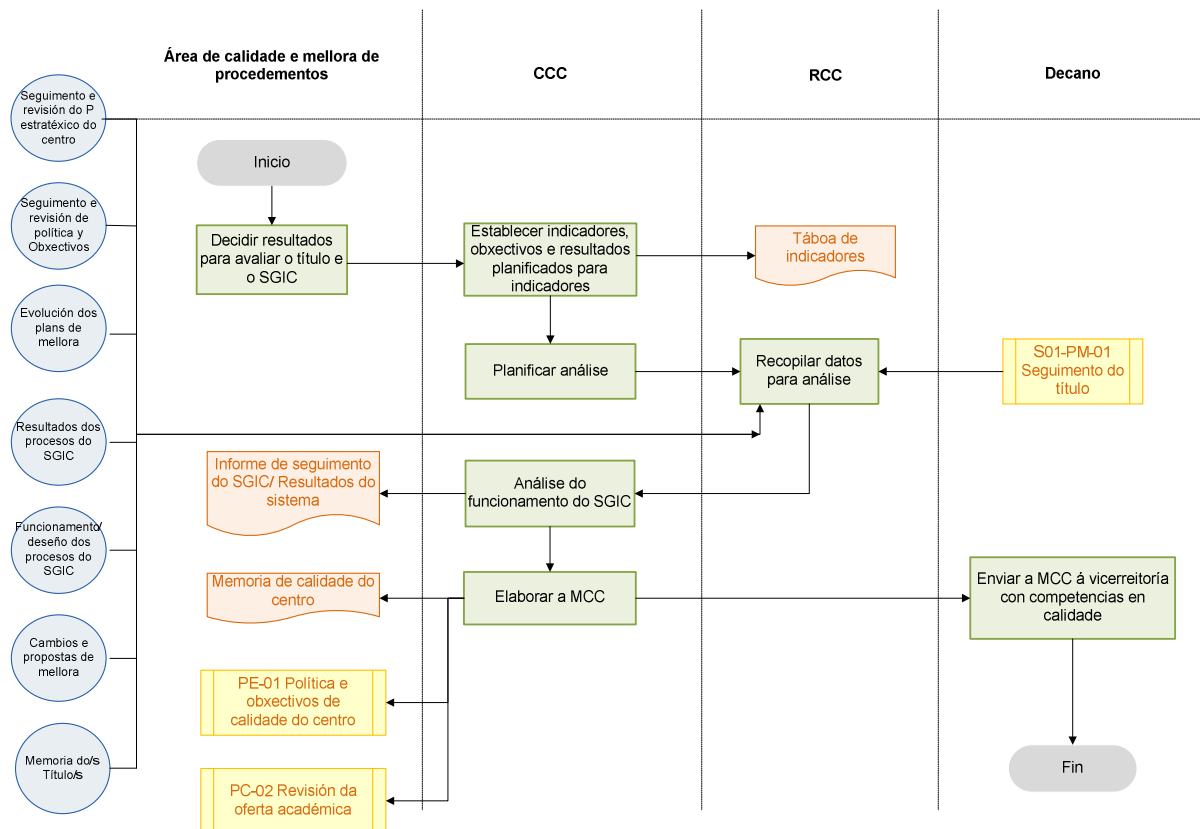 Área de calidade e mellora de
procedementos
CCC
RCC
Decano
Seguimento e
revisión do P
estratéxico do
centro
Seguimento e
revisión de
política y
Obxectivos
Evolución dos
plans de
mellora
Resultados dos
procesos do
SGIC
Funcionamento/
deseño dos
procesos do
SGIC
Cambios e
propostas de
mellora
Memoria do/s
Título/s
Inicio
Decidir resultados
para avaliar o título e
o SGIC
Establecer indicadores,
obxectivos e resultados
planificados para
indicadores
Táboa de
indicadores
Planificar análise
Recopilar datos
para análise
S01-PM-01
Seguimento do
título
Informe de seguimento
do SGIC/ Resultados do
sistema
Análise do
funcionamento do SGIC
Memoria de calidade do
centro
Elaborar a MCC
Enviar a MCC á vicerreitoría
con competencias en
calidade
PE-01 Política e
obxectivos de
calidade do centro
PC-02 Revisión da
oferta académica
Fin